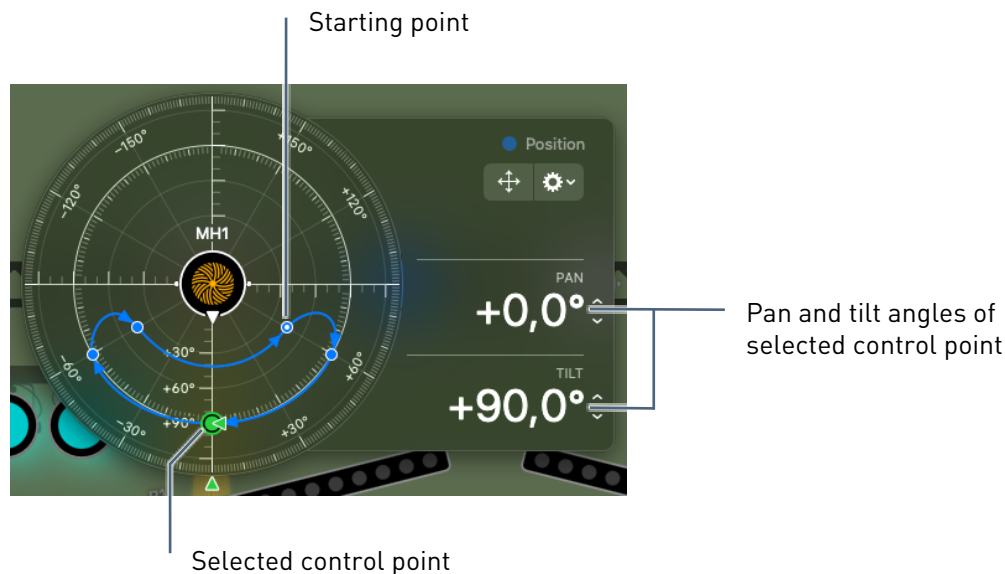 Starting point
-150°
+150°
Position
-120°
+120°
MH1
PAN
+0,0°
Pan and tilt angles of
selected control point
+30°
-60°
+60°
TILT
+60°
+90,0°
+90°
-30°
+30°
Selected control point